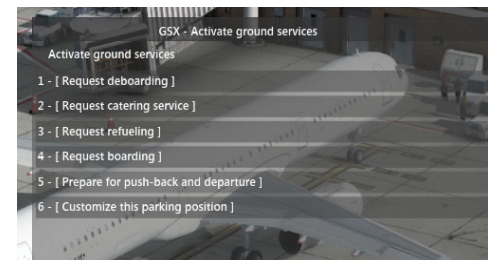 GSX - Activate ground services
Activate ground services
1 - [ Request deboarding ]
2 - [ Request catering service ]
3 - [ Request refueling ]
4 - [ Request boarding ]
5 - [ Prepare for push-back and departure ]
6 - [ Customize this parking position ]